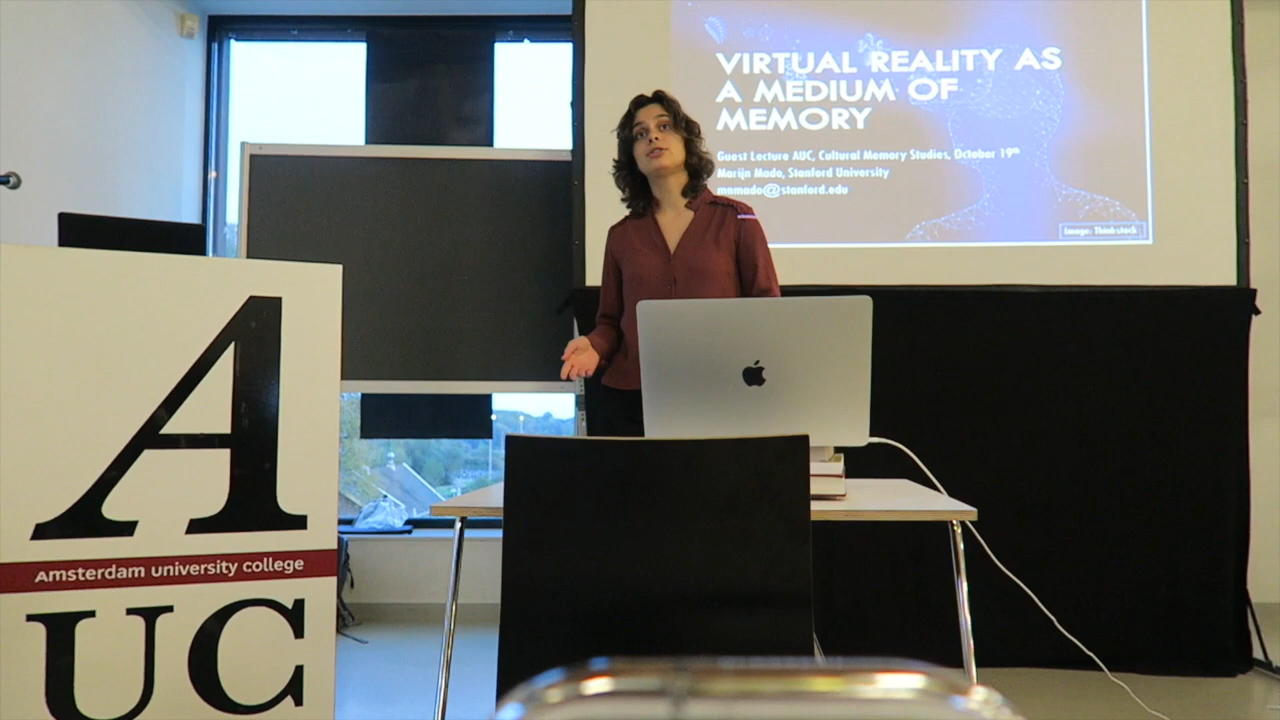 VIRTUAL REALITY AS
A MEDIUM OF
MEMORY
Guest Lecture AUC, Cultural Memory Studies, October 19th
Marijn Mado, Stanford University
mnmado@stanford.edu
Image: Thinkstock
A
Amsterdam university college
UC